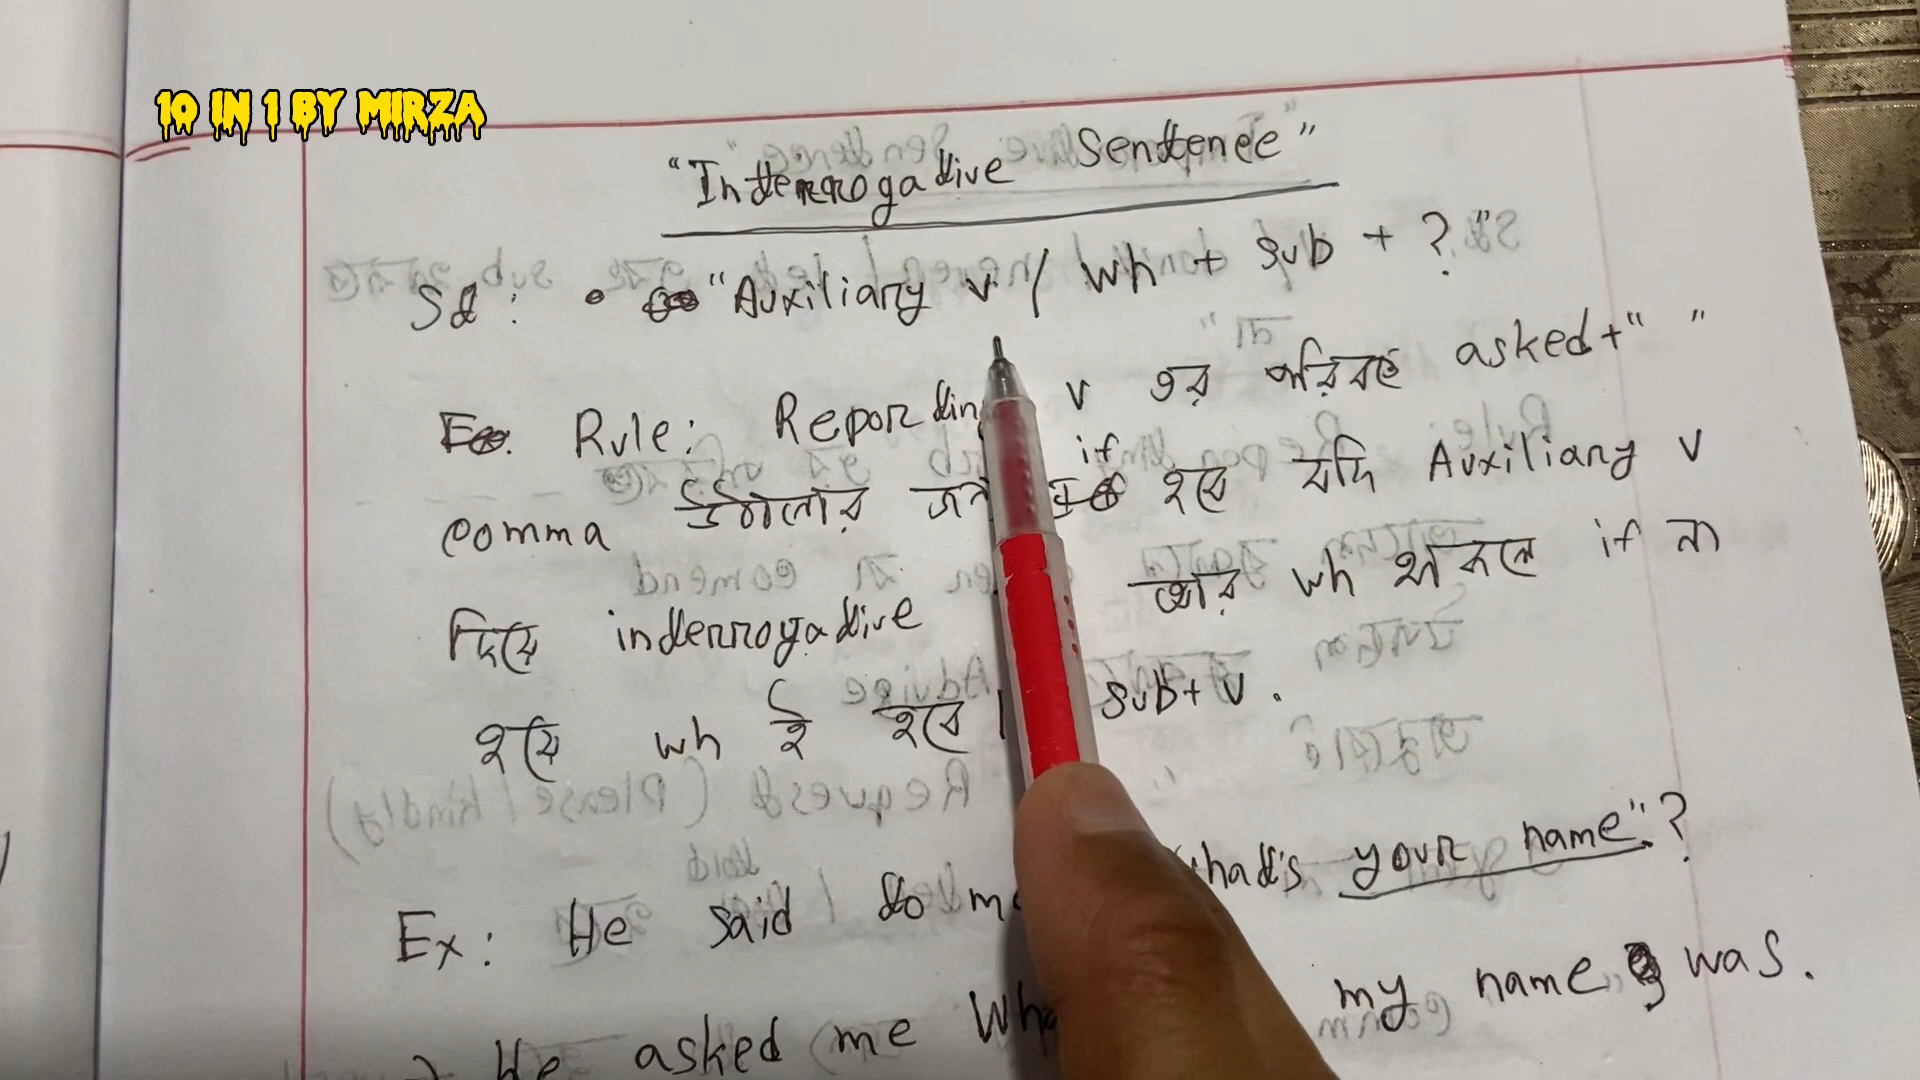 10 IN 1 BY MIRZA
"Interrogative Sentence"
St: • "Auxiliary v / Wh + Sub + ?"
Rule: Reporting v এর পরিবর্তে asked + " "
comma উঠানোর জন্য if হবে যদি Auxiliary v
দিয়ে interrogative আর wh থাকলে if না
হয়ে wh ই হবে। sub + v.
Ex: He said to me What's your name"?
→ He asked me What my name was.